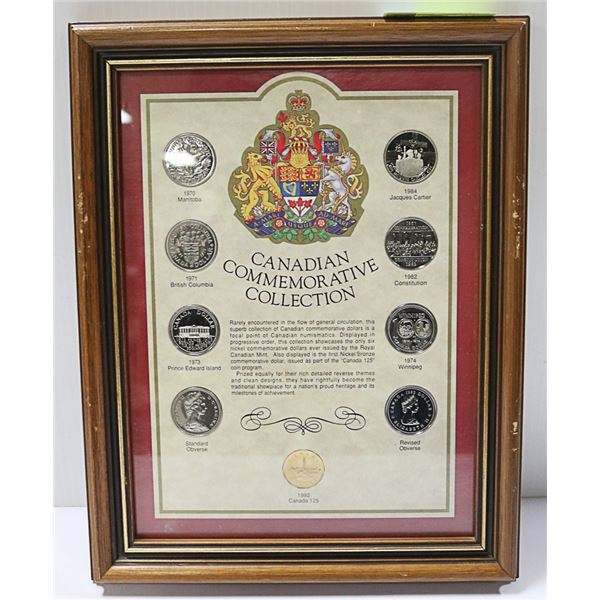 1970
Manitoba
1971
British Columbia
1973
Prince Edward Island
Standard
Obverse
1984
Jacques Cartier
1982
Constitution
1974
Winnipeg
Revised
Obverse
CANADIAN
COMMEMORATIVE
COLLECTION
Rarely encountered in the flow of general circulation, this
superb collection of Canadian commemorative dollars is a
focal point of Canadian numismatics. Displayed in
progressive order, this collection showcases the only six
nickel commemorative dollars ever issued by the Royal
Canadian Mint. Also displayed is the first Nickel/Bronze
commemorative dollar, issued as part of the "Canada 125"
coin program.
Prized equally for their rich detailed reverse themes
and clean designs, they have rightfully become the
traditional showplace for a nation's proud heritage and its
milestones of achievement.
1992
Canada 125
CANADA DOLLAR
WINNIPEG